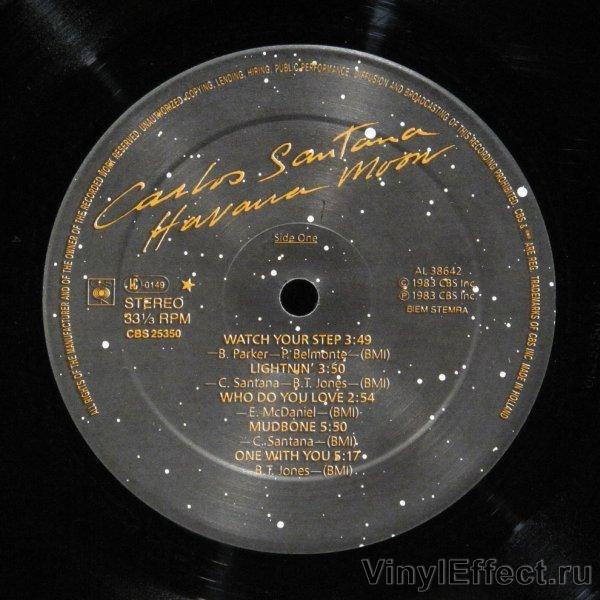 ALL RIGHTS OF THE MANUFACTURER AND OF THE OWNER OF THE RECORDED WORK RESERVED. UNAUTHORIZED COPYING, LENDING, HIRING, PUBLIC PERFORMANCE, DIFFUSION AND BROADCASTING OF THIS RECORDING PROHIBITED. CBS & ARE REG. TRADEMARKS OF CBS INC. MADE IN HOLLAND
Carlos Santana
Havana Moon
Side One
-0149
STEREO
33⅓ RPM
CBS 25350
AL 38642
Ⓒ 1983 CBS Inc.
Ⓟ 1983 CBS Inc.
BIEM STEMRA
WATCH YOUR STEP 3:49
—B. Parker—P. Belmonte—(BMI)
LIGHTNIN' 3:50
—C. Santana—B.T. Jones—(BMI)
WHO DO YOU LOVE 2:54
—E. McDaniel—(BMI)
MUDBONE 5:50
—C. Santana—(BMI)
ONE WITH YOU 5:17
B.T. Jones—(BMI)
VinylEffect.ru